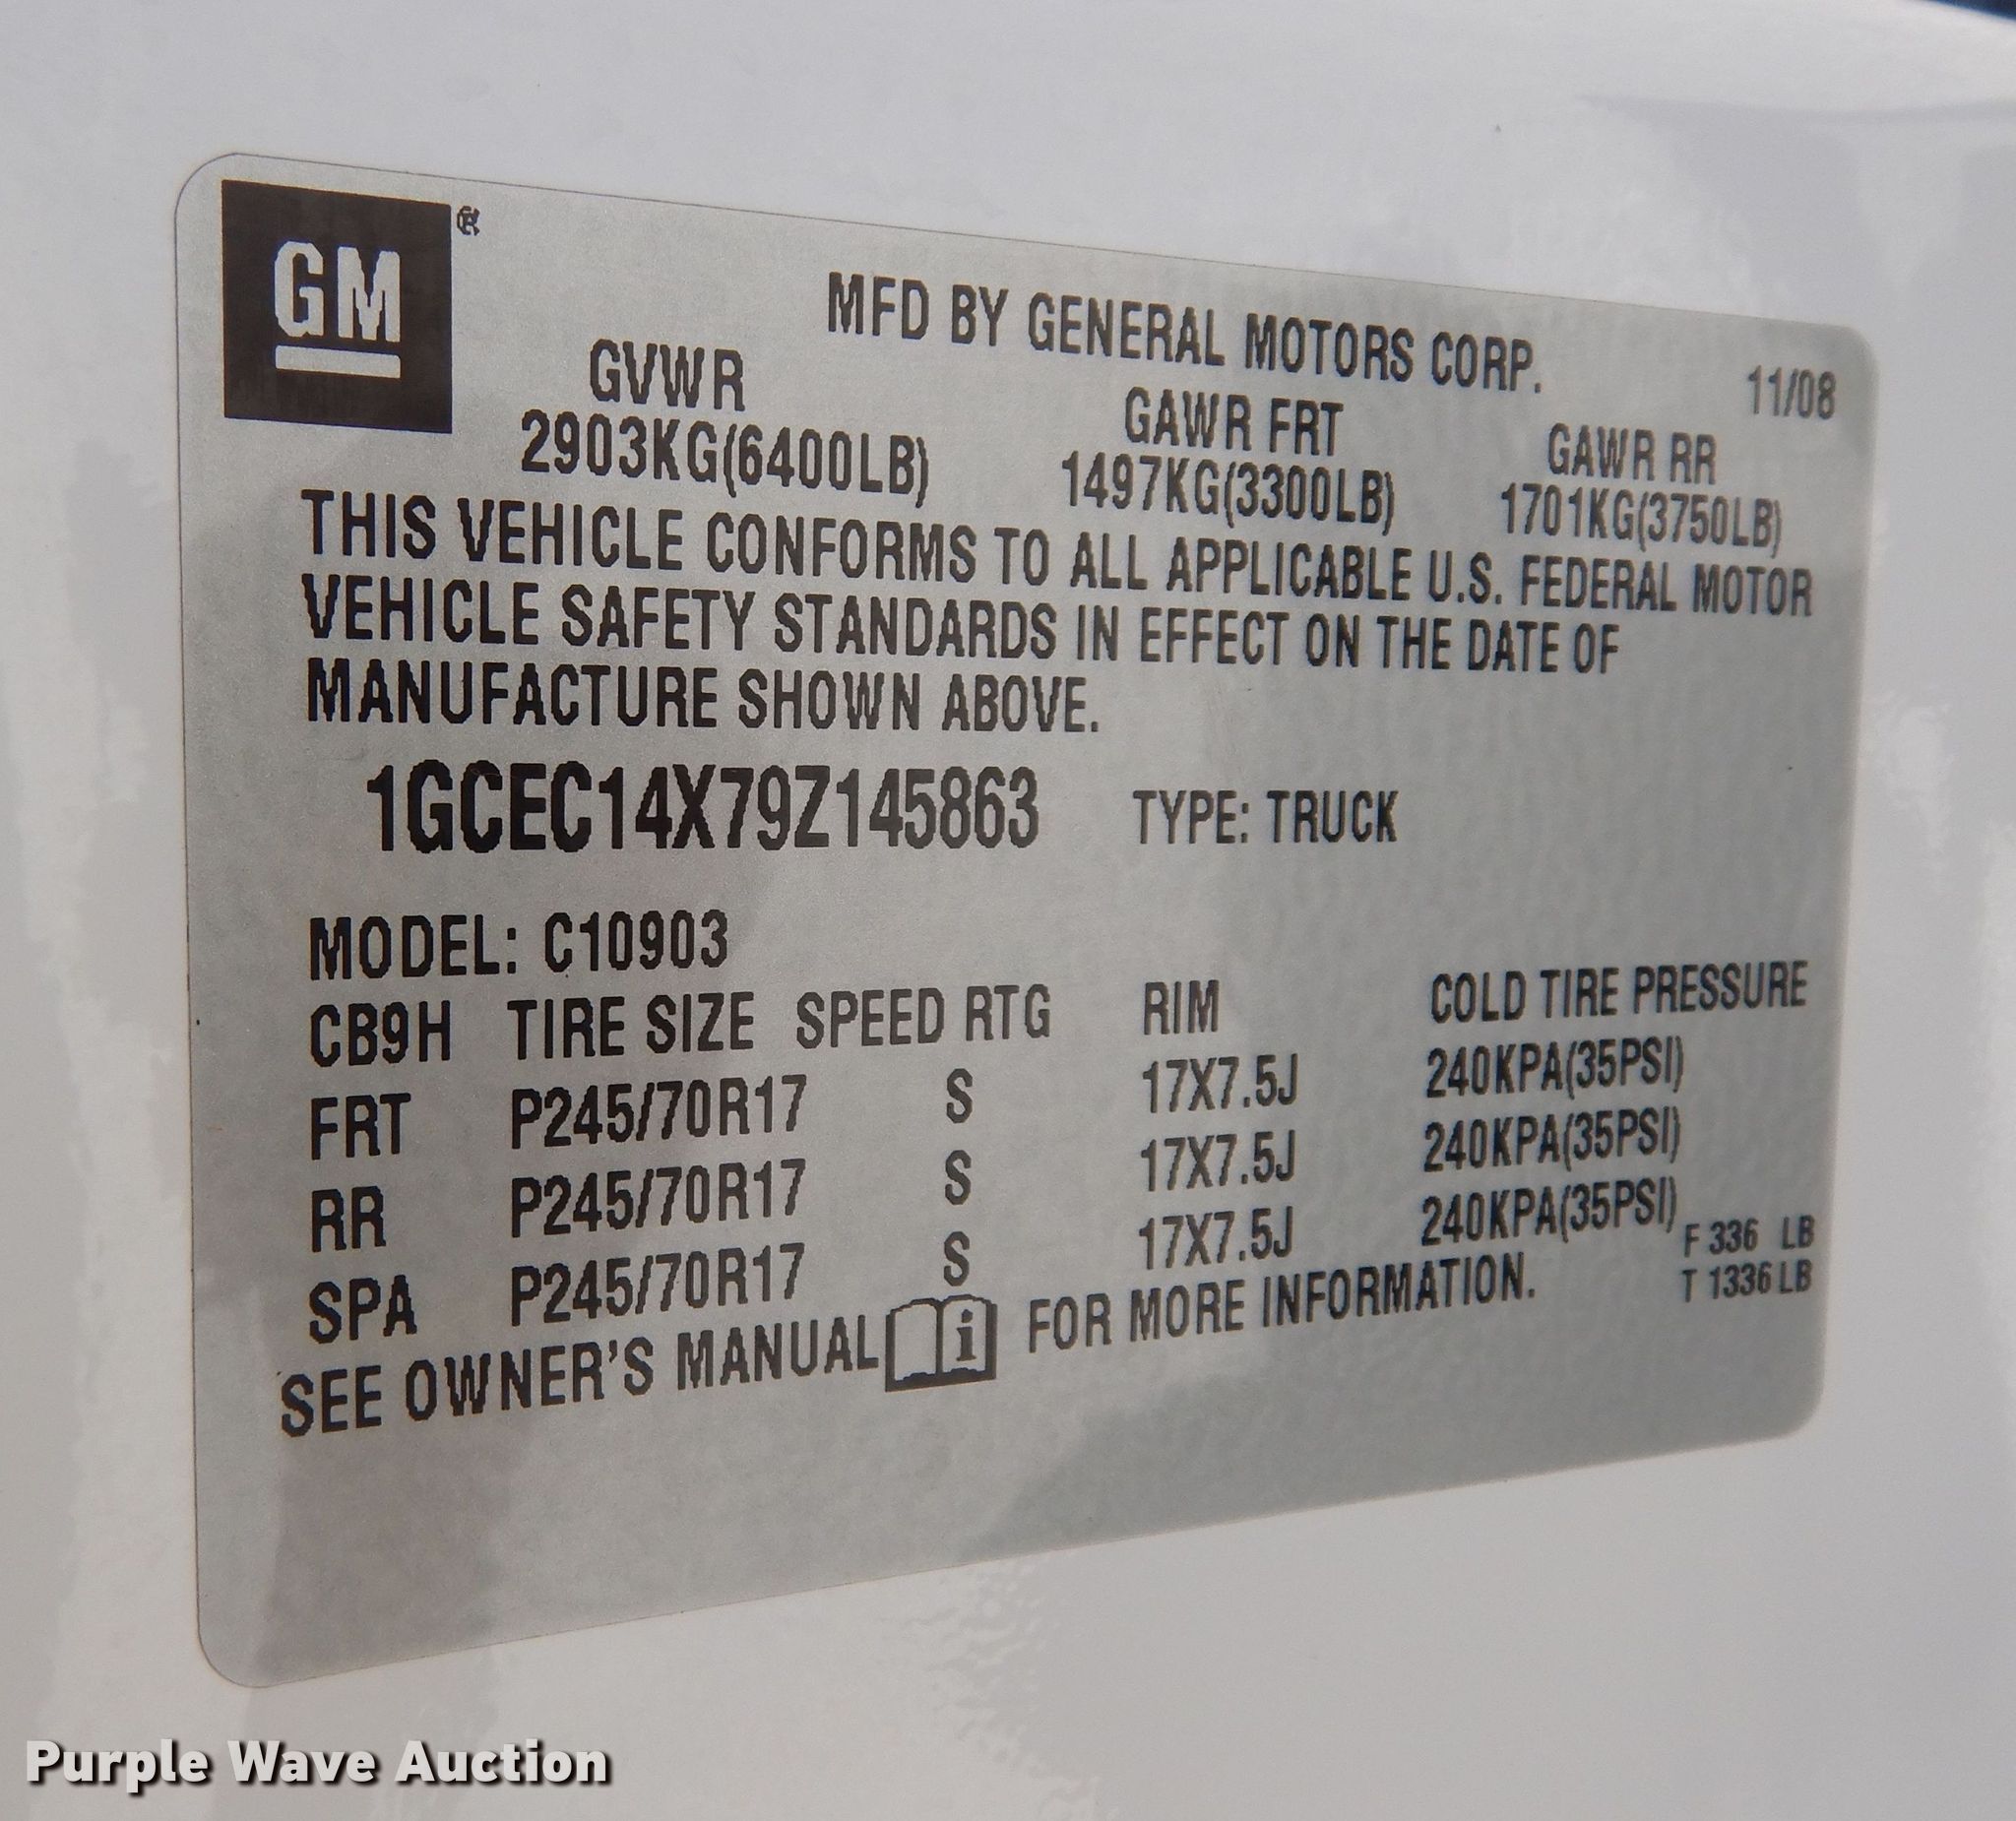 GM®
MFD BY GENERAL MOTORS CORP.
11/08
GVWR GAWR FRT GAWR RR
2903KG(6400LB) 1497KG(3300LB) 1701KG(3750LB)
THIS VEHICLE CONFORMS TO ALL APPLICABLE U.S. FEDERAL MOTOR
VEHICLE SAFETY STANDARDS IN EFFECT ON THE DATE OF
MANUFACTURE SHOWN ABOVE.
1GCEC14X79Z145863 TYPE: TRUCK
MODEL: C10903
CB9H TIRE SIZE SPEED RTG RIM COLD TIRE PRESSURE
FRT P245/70R17 S 17X7.5J 240KPA(35PSI)
RR P245/70R17 S 17X7.5J 240KPA(35PSI)
SPA P245/70R17 S 17X7.5J 240KPA(35PSI)
F 336 LB
SEE OWNER'S MANUAL i FOR MORE INFORMATION.
T 1336 LB
Purple Wave Auction